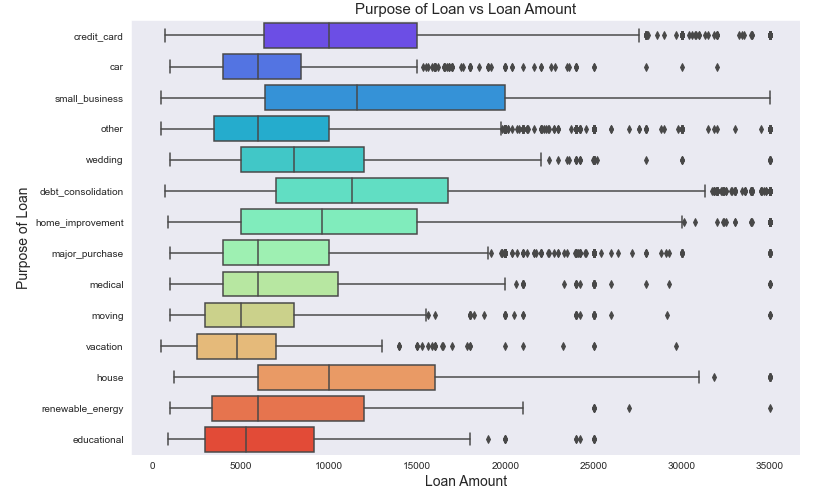 Purpose of Loan vs Loan Amount
Purpose of Loan
credit_card
car
small_business
other
wedding
debt_consolidation
home_improvement
major_purchase
medical
moving
vacation
house
renewable_energy
educational
0 5000 10000 15000 20000 25000 30000 35000
Loan Amount